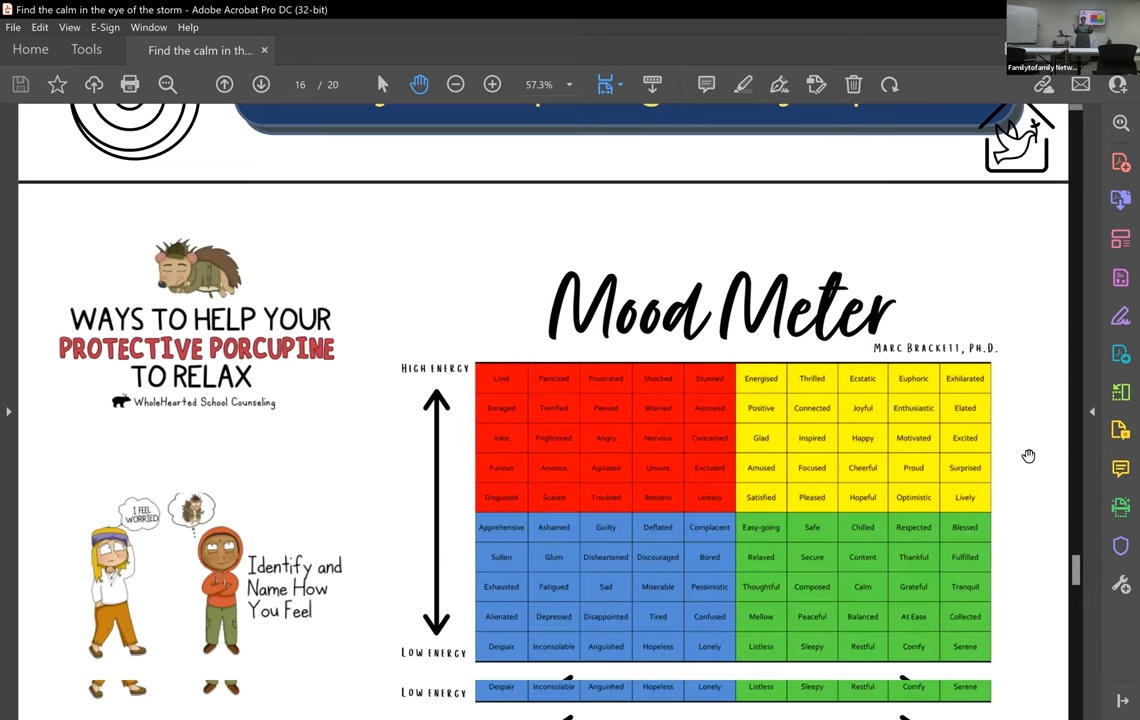 Find the calm in the eye of the storm - Adobe Acrobat Pro DC (32-bit)
File Edit View E-Sign Window Help
Home Tools Find the calm in th... ×
16 / 20 57.3%
Familytofamily Netw...
WAYS TO HELP YOUR
PROTECTIVE PORCUPINE
TO RELAX
WholeHearted School Counseling
I FEEL
WORRIED
Identify and
Name How
You Feel
Mood Meter
MARC BRACKETT, PH.D.
HIGH ENERGY
Livid Panicked Frustrated Shocked Stunned Energised Thrilled Ecstatic Euphoric Exhilarated
Enraged Terrified Peeved Worried Annoyed Positive Connected Joyful Enthusiastic Elated
Irate Frightened Angry Nervous Concerned Glad Inspired Happy Motivated Excited
Furious Anxious Agitated Unsure Excluded Amused Focused Cheerful Proud Surprised
Disgusted Scared Troubled Restless Uneasy Satisfied Pleased Hopeful Optimistic Lively
Apprehensive Ashamed Guilty Deflated Complacent Easy-going Safe Chilled Respected Blessed
Sullen Glum Disheartened Discouraged Bored Relaxed Secure Content Thankful Fulfilled
Exhausted Fatigued Sad Miserable Pessimistic Thoughtful Composed Calm Grateful Tranquil
Alienated Depressed Disappointed Tired Confused Mellow Peaceful Balanced At Ease Collected
Despair Inconsolable Anguished Hopeless Lonely Listless Sleepy Restful Comfy Serene
LOW ENERGY
LOW ENERGY
Despair Inconsolable Anguished Hopeless Lonely Listless Sleepy Restful Comfy Serene